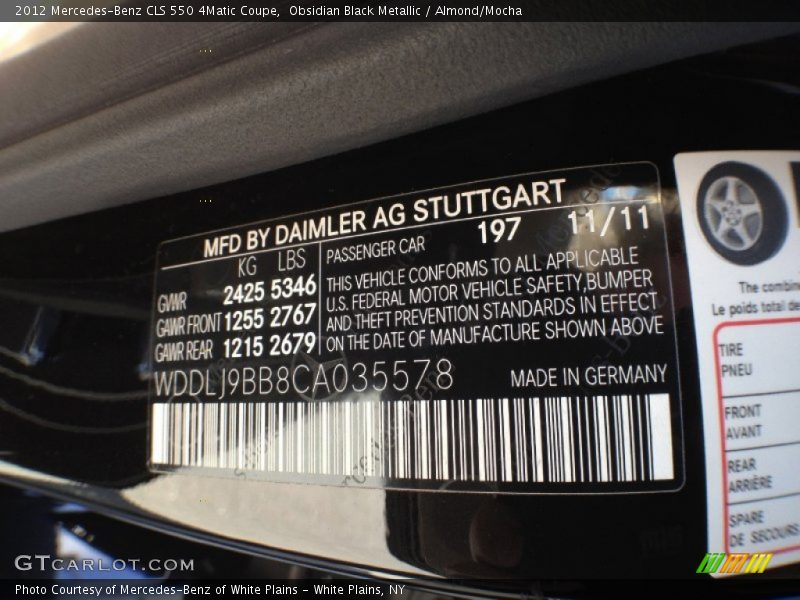 2012 Mercedes-Benz CLS 550 4Matic Coupe, Obsidian Black Metallic / Almond/Mocha
MFD BY DAIMLER AG STUTTGART
KG LBS
GVWR 2425 5346
GAWR FRONT 1255 2767
GAWR REAR 1215 2679
PASSENGER CAR 197 11/11
THIS VEHICLE CONFORMS TO ALL APPLICABLE
U.S. FEDERAL MOTOR VEHICLE SAFETY,BUMPER
AND THEFT PREVENTION STANDARDS IN EFFECT
ON THE DATE OF MANUFACTURE SHOWN ABOVE
WDDLJ9BB8CA035578 MADE IN GERMANY
The combin
Le poids total de
TIRE
PNEU
FRONT
AVANT
REAR
ARRIÈRE
SPARE
DE SECOURS
GTCARLOT.COM
Photo Courtesy of Mercedes-Benz of White Plains - White Plains, NY